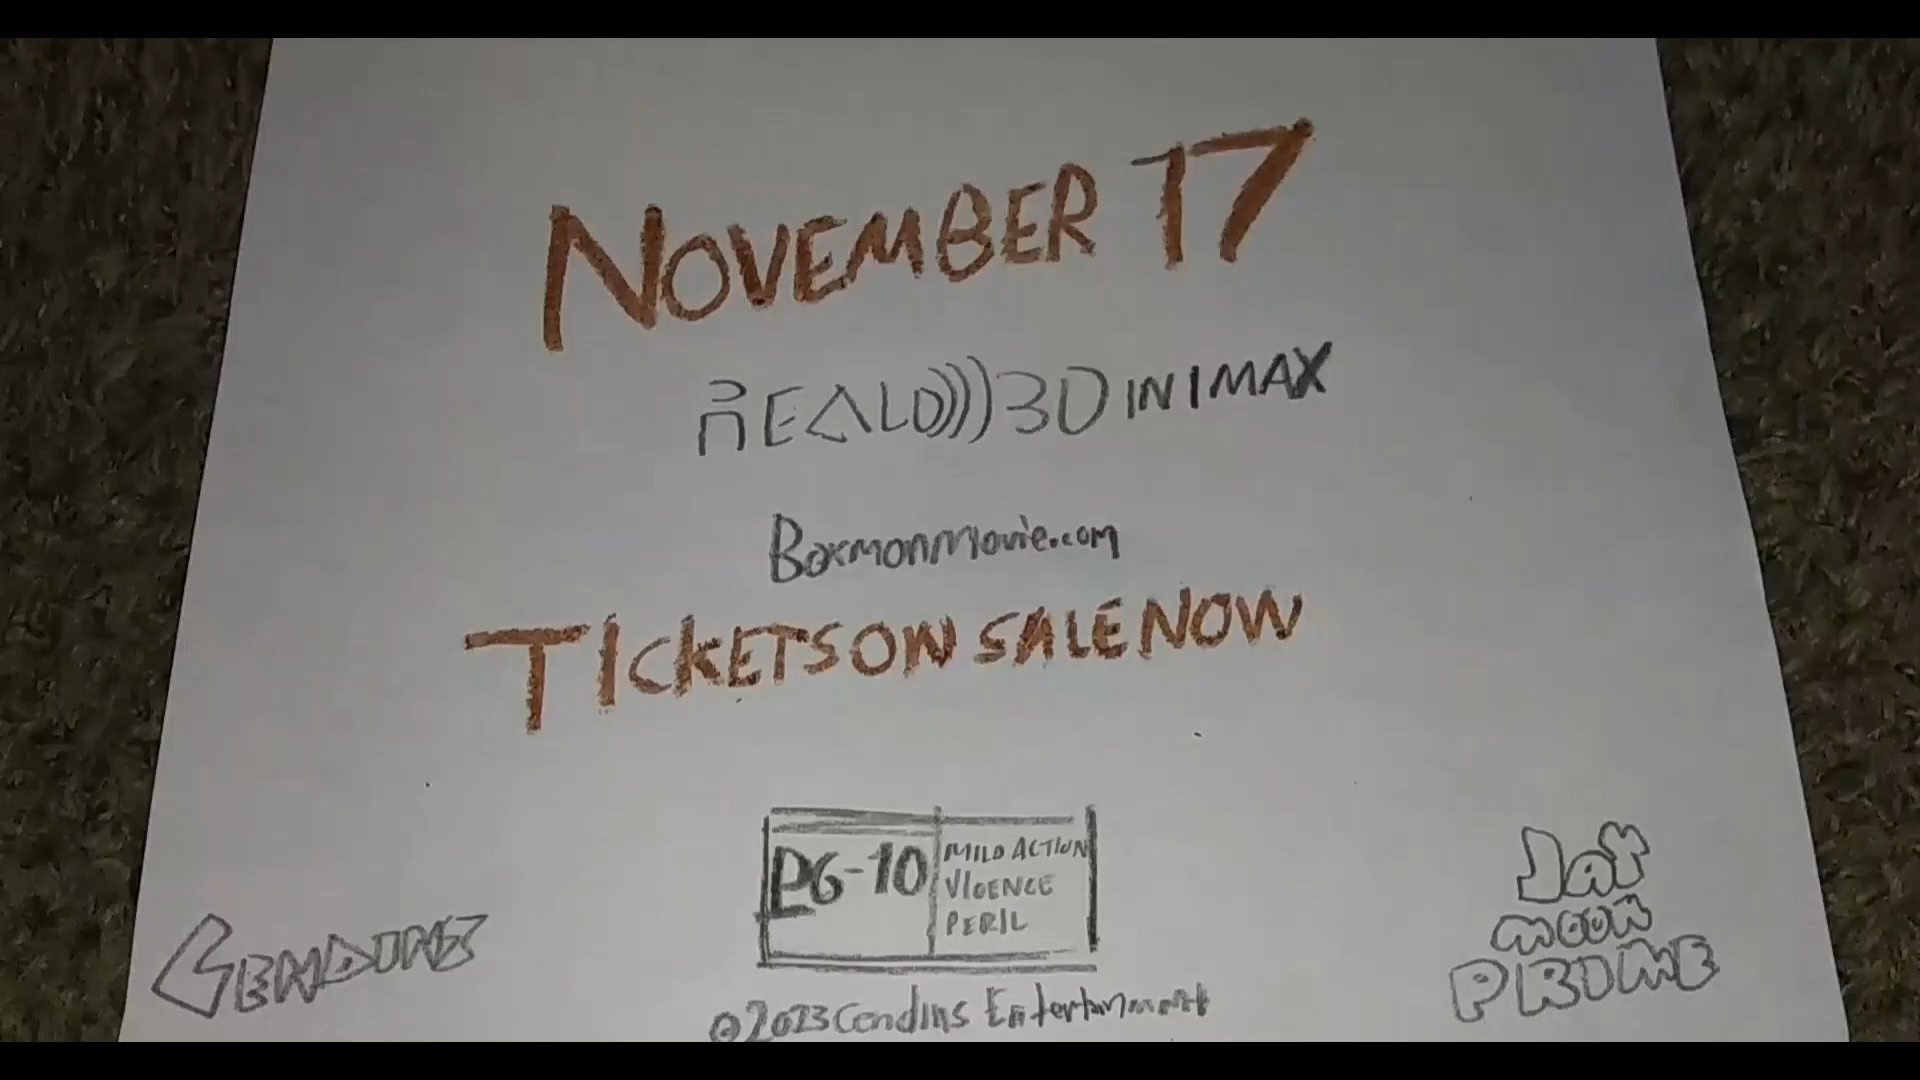 NOVEMBER 17
REALD))) 3D IN IMAX
Boxmonmovie.com
TICKETS ON SALE NOW
PG-10
MILD ACTION
VIOENCE
PERIL
CENDINS
JAY
MOON
PRIME
©2023 Cendins Entertainment